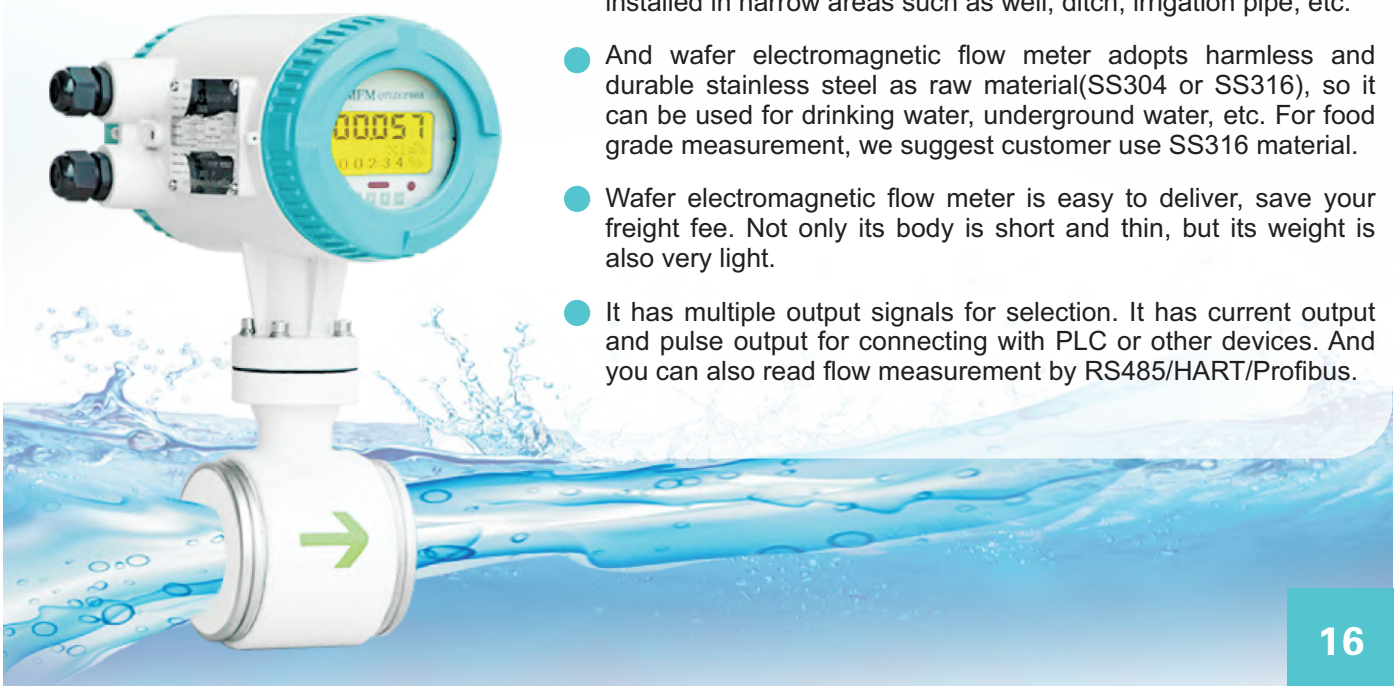 installed in narrow areas such as well, ditch, irrigation pipe, etc.
And wafer electromagnetic flow meter adopts harmless and
durable stainless steel as raw material(SS304 or SS316), so it
can be used for drinking water, underground water, etc. For food
grade measurement, we suggest customer use SS316 material.
Wafer electromagnetic flow meter is easy to deliver, save your
freight fee. Not only its body is short and thin, but its weight is
also very light.
It has multiple output signals for selection. It has current output
and pulse output for connecting with PLC or other devices. And
you can also read flow measurement by RS485/HART/Profibus.
MFM
00.057
00234
16